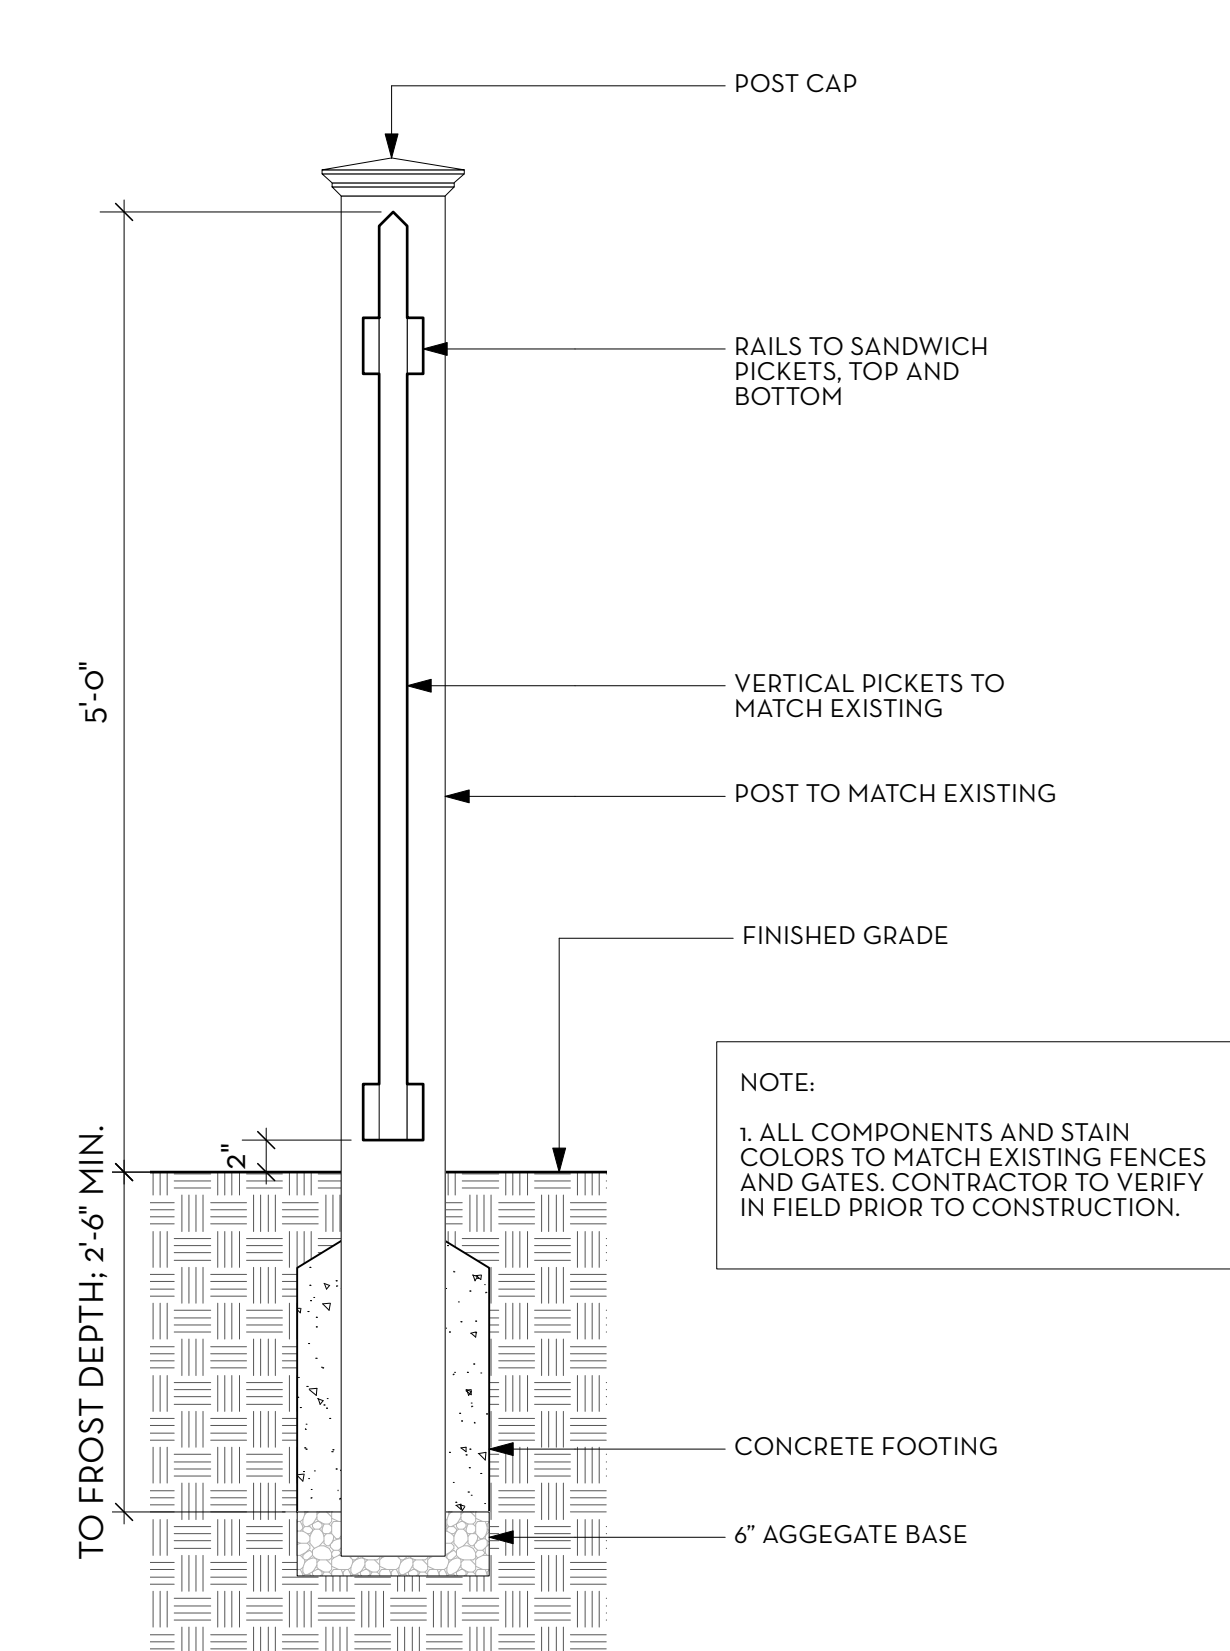 POST CAP
RAILS TO SANDWICH
PICKETS, TOP AND
BOTTOM
5'-0"
VERTICAL PICKETS TO
MATCH EXISTING
POST TO MATCH EXISTING
FINISHED GRADE
NOTE:
1. ALL COMPONENTS AND STAIN
COLORS TO MATCH EXISTING FENCES
AND GATES. CONTRACTOR TO VERIFY
IN FIELD PRIOR TO CONSTRUCTION.
2"
TO FROST DEPTH; 2'-6" MIN.
CONCRETE FOOTING
6" AGGEGATE BASE